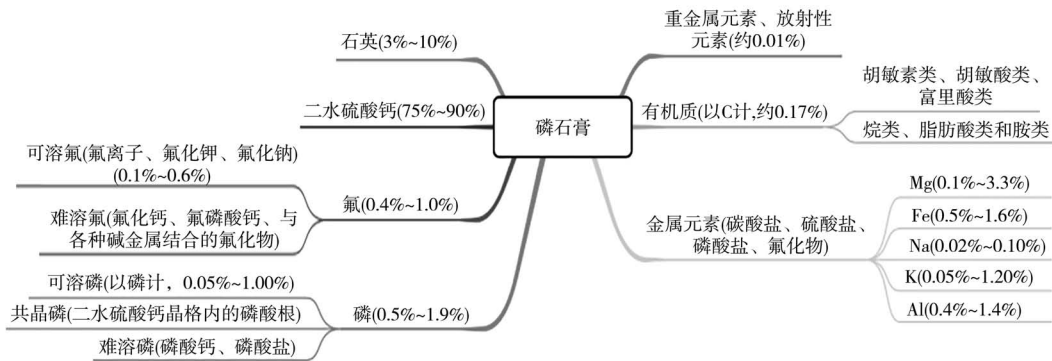 石英(3%~10%)
二水硫酸钙(75%~90%)
可溶氟(氟离子、氟化钾、氟化钠)
(0.1%~0.6%)
难溶氟(氟化钙、氟磷酸钙、与
各种碱金属结合的氟化物)
氟(0.4%~1.0%)
可溶磷(以磷计，0.05%~1.00%)
共晶磷(二水硫酸钙晶格内的磷酸根)
难溶磷(磷酸钙、磷酸盐)
磷(0.5%~1.9%)
磷石膏
重金属元素、放射性
元素(约0.01%)
有机质(以C计,约0.17%)
胡敏素类、胡敏酸类、
富里酸类
烷类、脂肪酸类和胺类
金属元素(碳酸盐、硫酸盐、
磷酸盐、氟化物)
Mg(0.1%~3.3%)
Fe(0.5%~1.6%)
Na(0.02%~0.10%)
K(0.05%~1.20%)
Al(0.4%~1.4%)